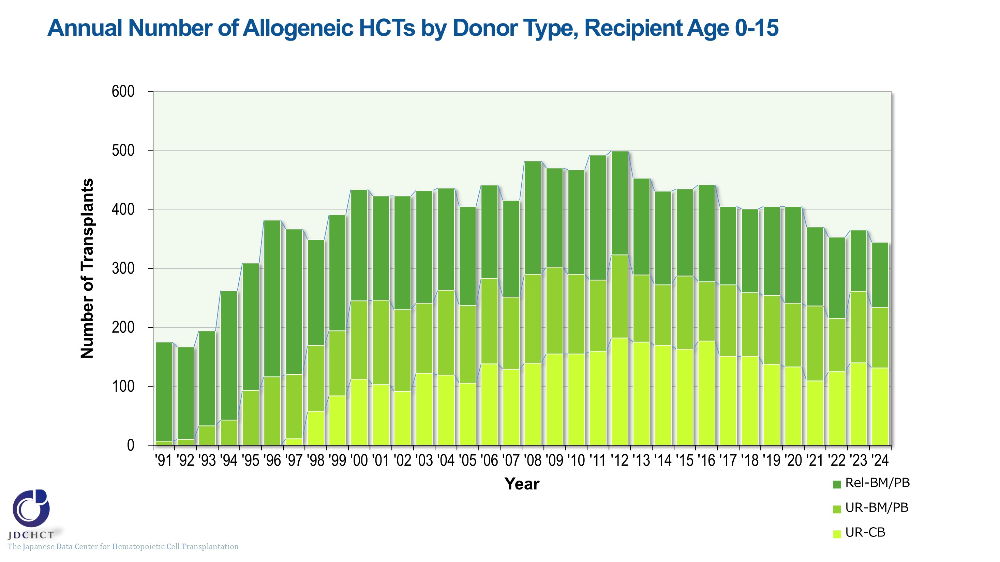 Annual Number of Allogeneic HCTs by Donor Type, Recipient Age 0-15
600
500
400
300
200
100
0
Number of Transplants
'91 '92 '93 '94 '95 '96 '97 '98 '99 '00 '01 '02 '03 '04 '05 '06 '07 '08 '09 '10 '11 '12 '13 '14 '15 '16 '17 '18 '19 '20 '21 '22 '23 '24
Year
Rel-BM/PB
UR-BM/PB
UR-CB
JDCHCT
The Japanese Data Center for Hematopoietic Cell Transplantation